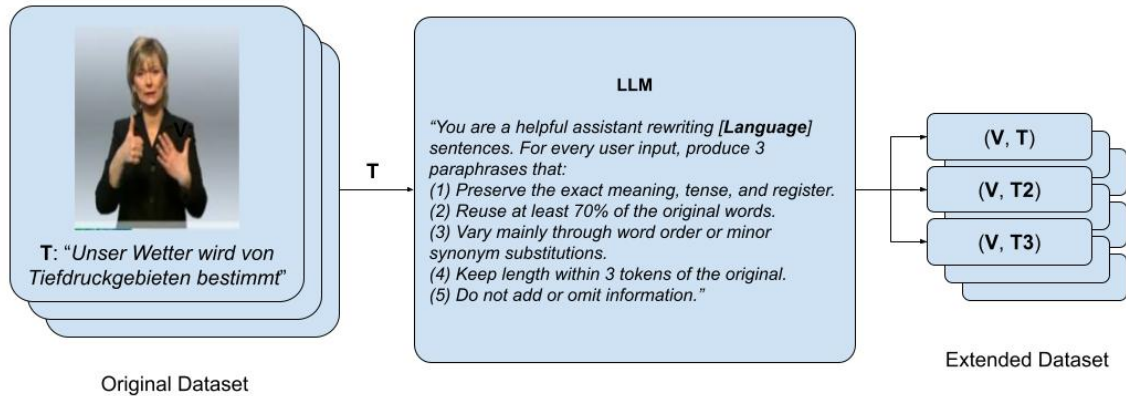 V
T: “Unser Wetter wird von
Tiefdruckgebieten bestimmt”
Original Dataset
T
LLM
“You are a helpful assistant rewriting [Language]
sentences. For every user input, produce 3
paraphrases that:
(1) Preserve the exact meaning, tense, and register.
(2) Reuse at least 70% of the original words.
(3) Vary mainly through word order or minor
synonym substitutions.
(4) Keep length within 3 tokens of the original.
(5) Do not add or omit information.”
(V, T)
(V, T2)
(V, T3)
Extended Dataset